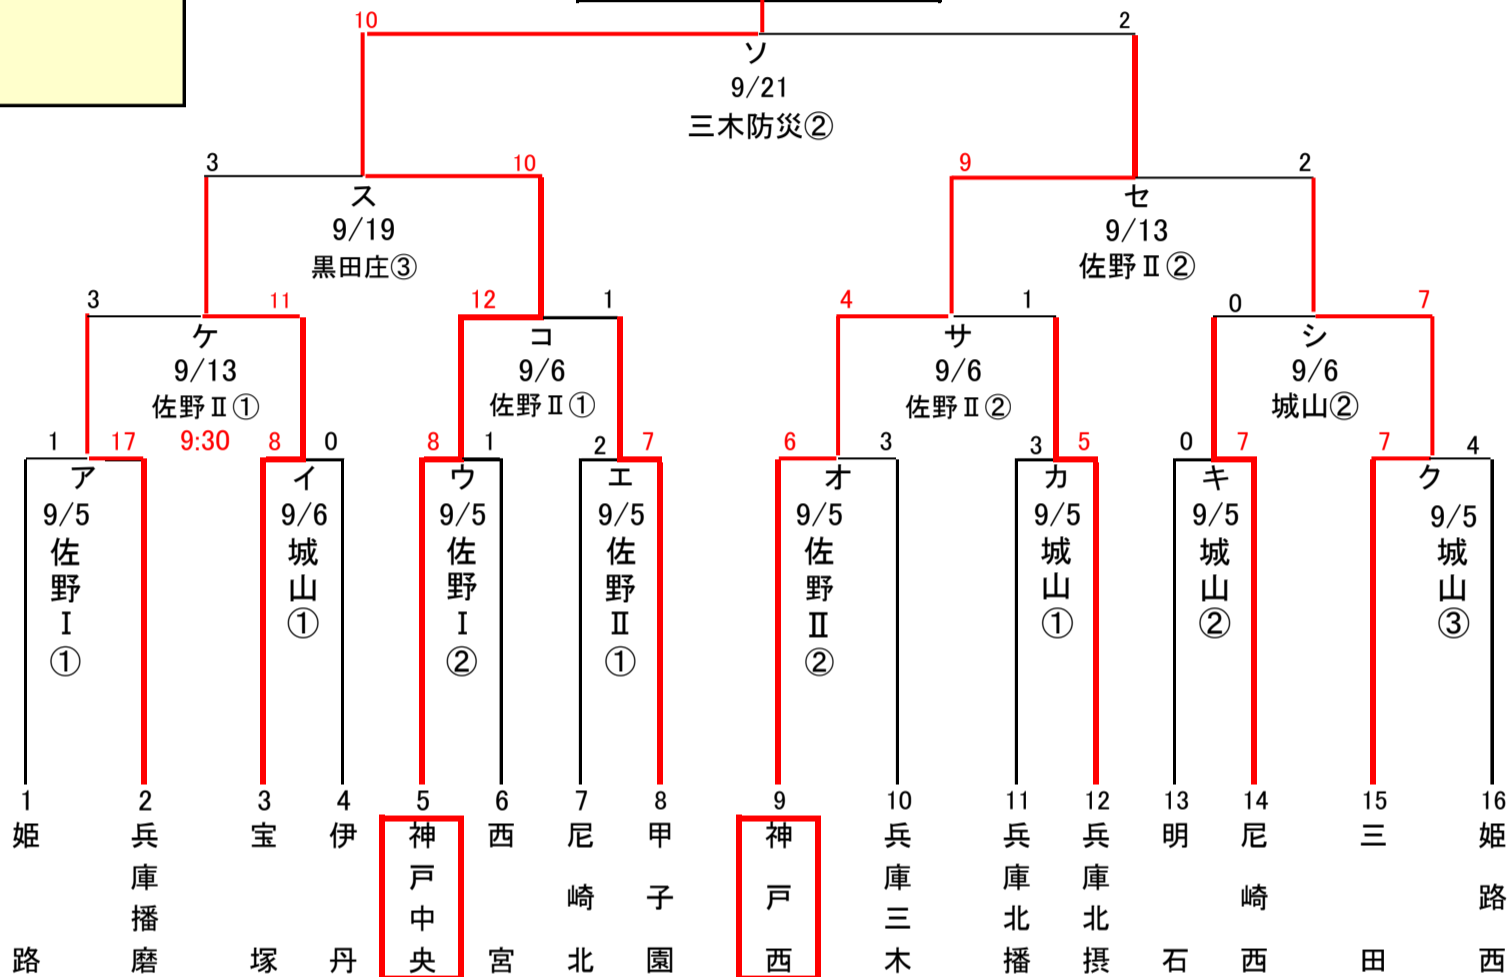 10 2
ソ
9/21
三木防災②
3 10 9 2
ス セ
9/19 9/13
黒田庄③ 佐野Ⅱ②
3 11 12 1 4 1 0 7
ケ コ サ シ
9/13 9/6 9/6 9/6
佐野Ⅱ① 佐野Ⅱ① 佐野Ⅱ② 城山②
1 17 9:30 8 0 8 1 2 7 6 3 3 5 0 7 7 4
ア イ ウ エ オ カ キ ク
9/5 9/6 9/5 9/5 9/5 9/5 9/5 9/5
佐野Ⅰ① 城山① 佐野Ⅰ② 佐野Ⅱ① 佐野Ⅱ② 城山① 城山② 城山③
1 2 3 4 5 6 7 8 9 10 11 12 13 14 15 16
姫路 兵庫播磨 宝塚 伊丹 神戸中央 西宮 尼崎北 甲子園 神戸西 兵庫三木 兵庫北播 兵庫北摂 明石 尼崎西 三田 姫路西